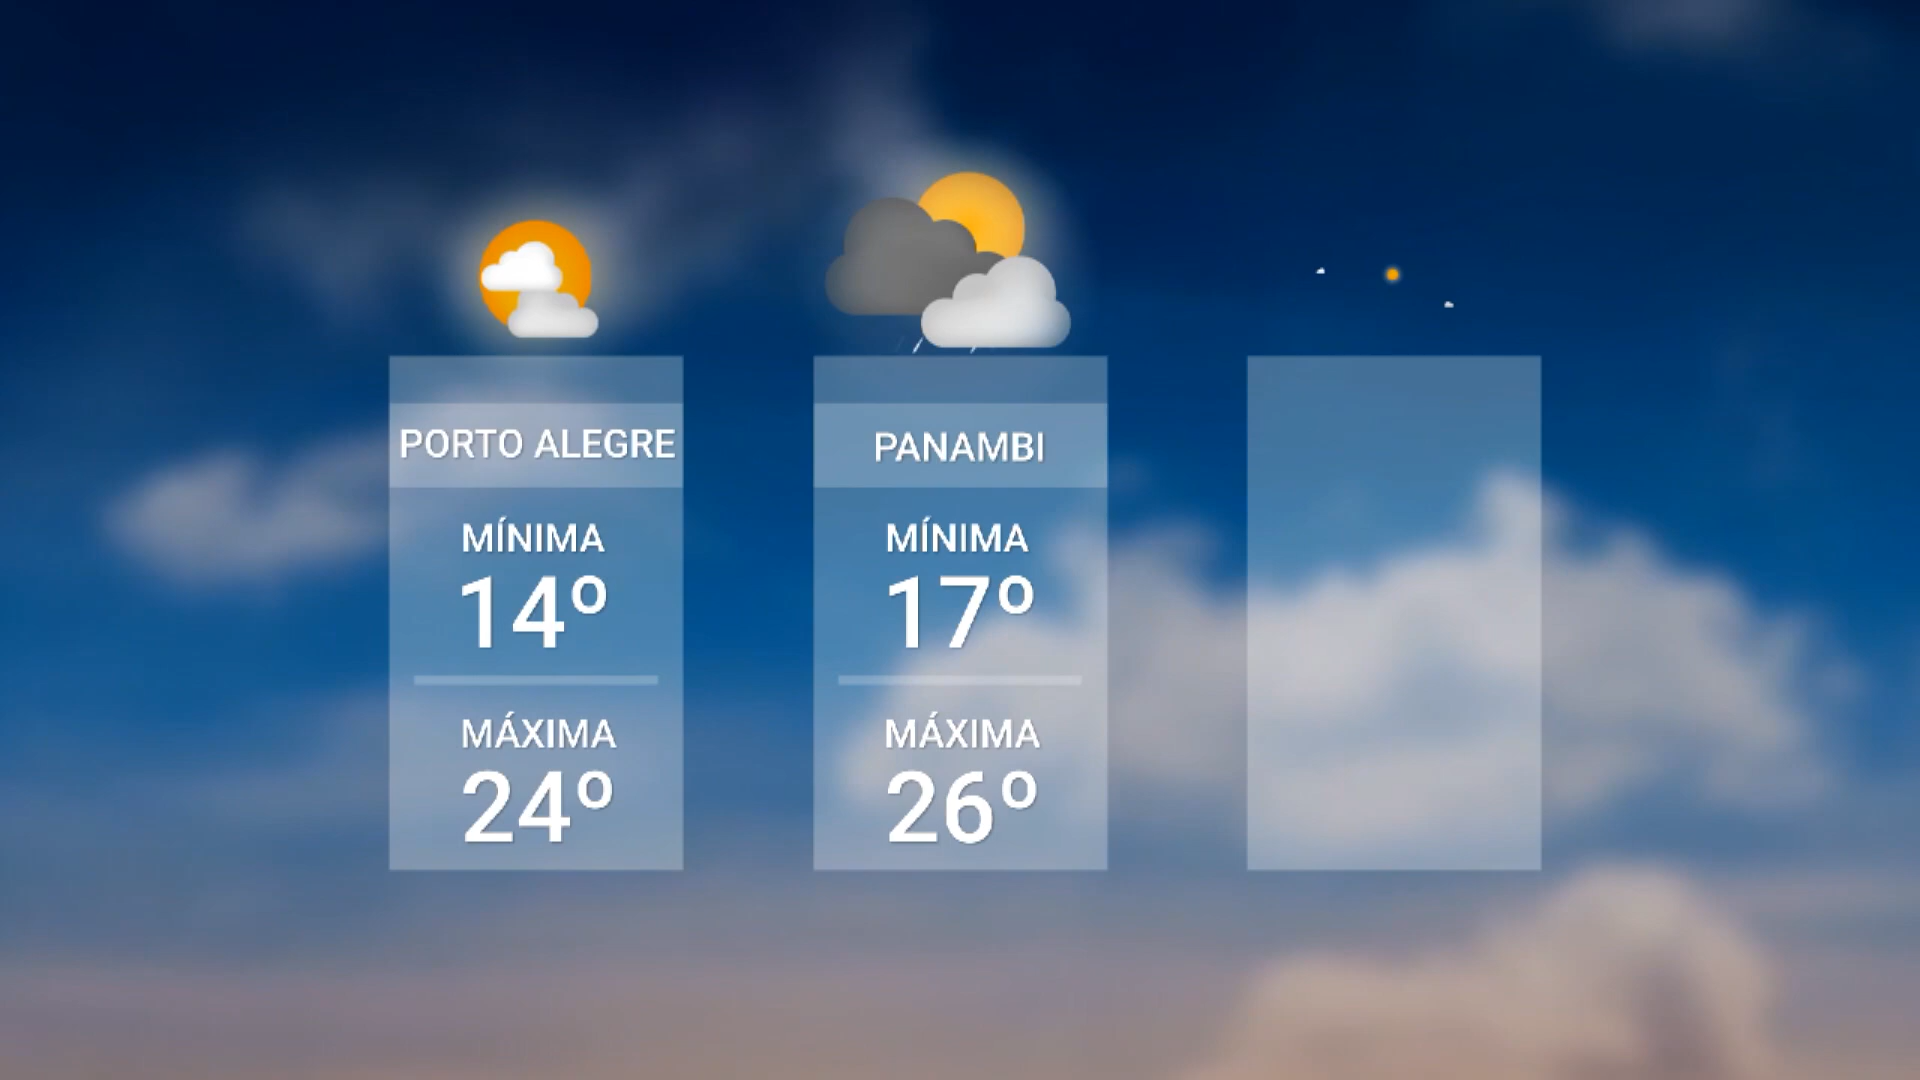 PORTO ALEGRE
MÍNIMA
14º
MÁXIMA
24º
PANAMBI
MÍNIMA
17º
MÁXIMA
26º